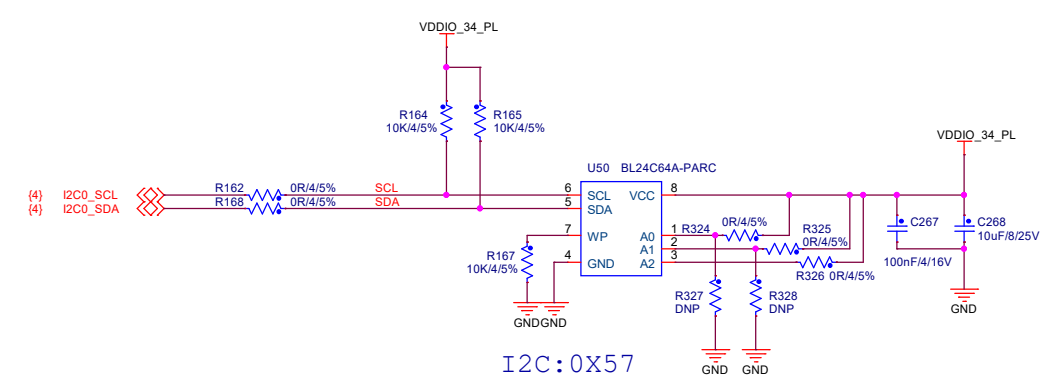 VDDIO_34_PL
R164
10K/4/5%
R165
10K/4/5%
VDDIO_34_PL
U50 BL24C64A-PARC
{4} I2C0_SCL
R162 0R/4/5% SCL
6 SCL VCC 8
{4} I2C0_SDA
R168 0R/4/5% SDA
5 SDA
C267
C268
10uF/8/25V
100nF/4/16V
7 WP
A0 1 R324 0R/4/5%
A1 2 R325
0R/4/5%
4 GND
A2 3
R326 0R/4/5%
R167
10K/4/5%
R327
DNP
R328
DNP
GND
GND
GND
GND
GND
I2C:0X57